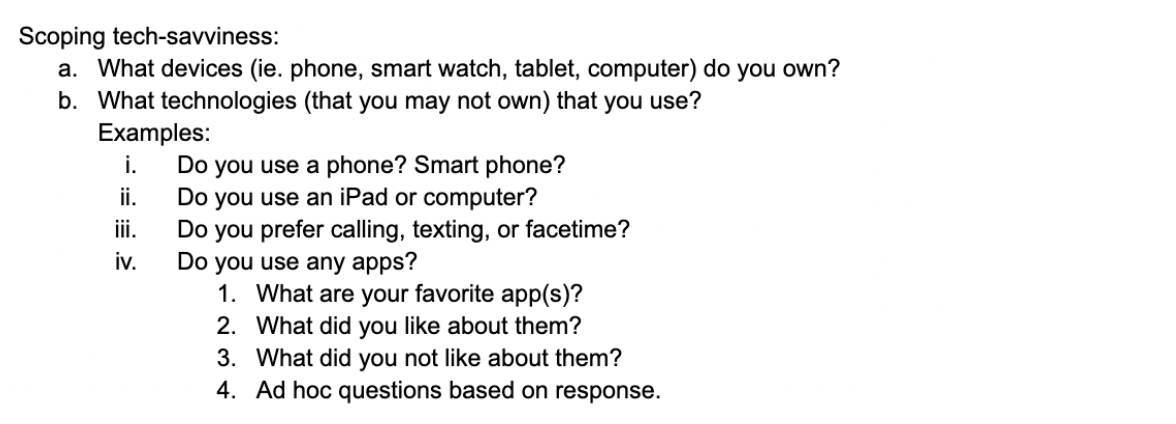 Scoping tech-savviness:
a. What devices (ie. phone, smart watch, tablet, computer) do you own?
b. What technologies (that you may not own) that you use?
Examples:
i. Do you use a phone? Smart phone?
ii. Do you use an iPad or computer?
iii. Do you prefer calling, texting, or facetime?
iv. Do you use any apps?
1. What are your favorite app(s)?
2. What did you like about them?
3. What did you not like about them?
4. Ad hoc questions based on response.